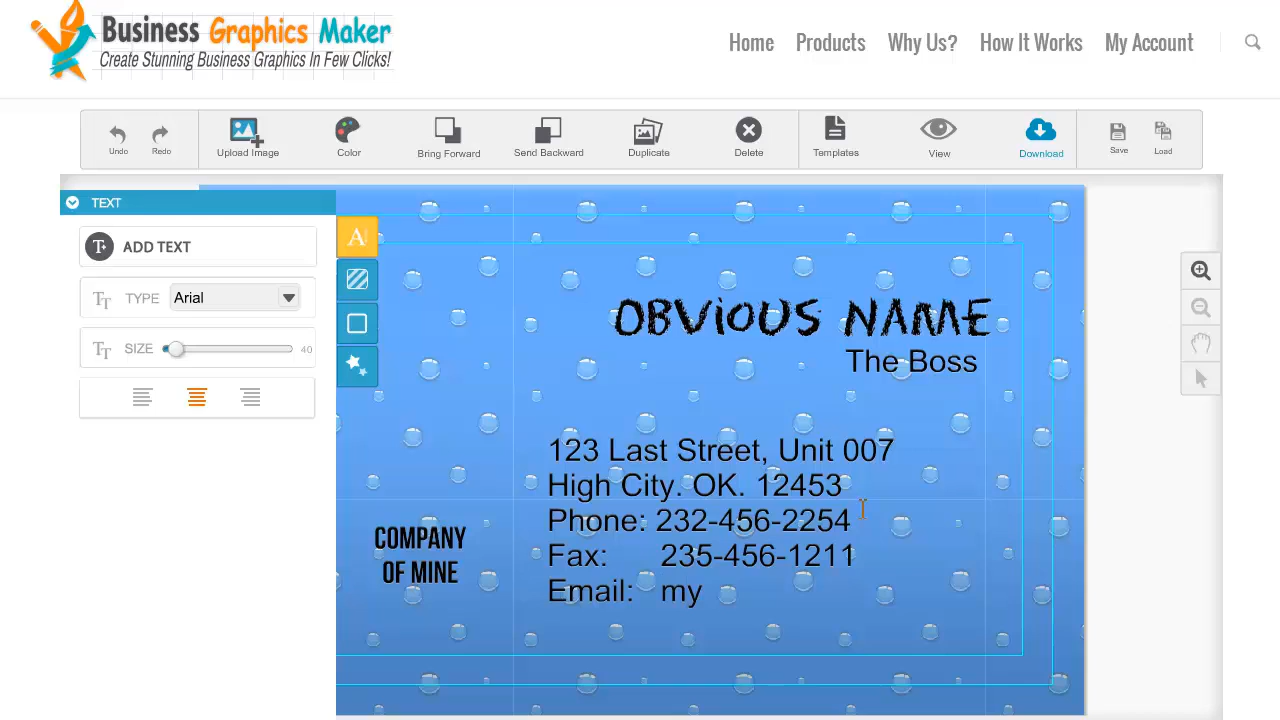 Business Graphics Maker
Create Stunning Business Graphics In Few Clicks!
Home Products Why Us? How It Works My Account
Undo Redo Upload Image Color Bring Forward Send Backward Duplicate Delete Templates View Download Save Load
TEXT
T+ ADD TEXT
TT TYPE Arial
TT SIZE 40
A
OBViOUS NAME
The Boss
123 Last Street, Unit 007
High City. OK. 12453
Phone: 232-456-2254
Fax: 235-456-1211
Email: my
COMPANY
OF MINE